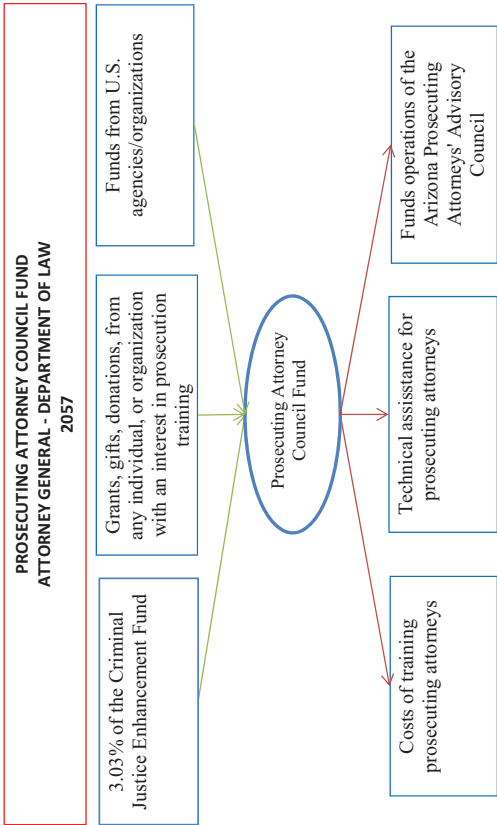 PROSECUTING ATTORNEY COUNCIL FUND
ATTORNEY GENERAL - DEPARTMENT OF LAW
2057
3.03% of the Criminal
Justice Enhancement Fund
Grants, gifts, donations, from
any individual, or organization
with an interest in prosecution
training
Funds from U.S.
agencies/organizations
Prosecuting Attorney
Council Fund
Costs of training
prosecuting attorneys
Technical assisstance for
prosecuting attorneys
Funds operations of the
Arizona Prosecuting
Attorneys' Advisory
Council